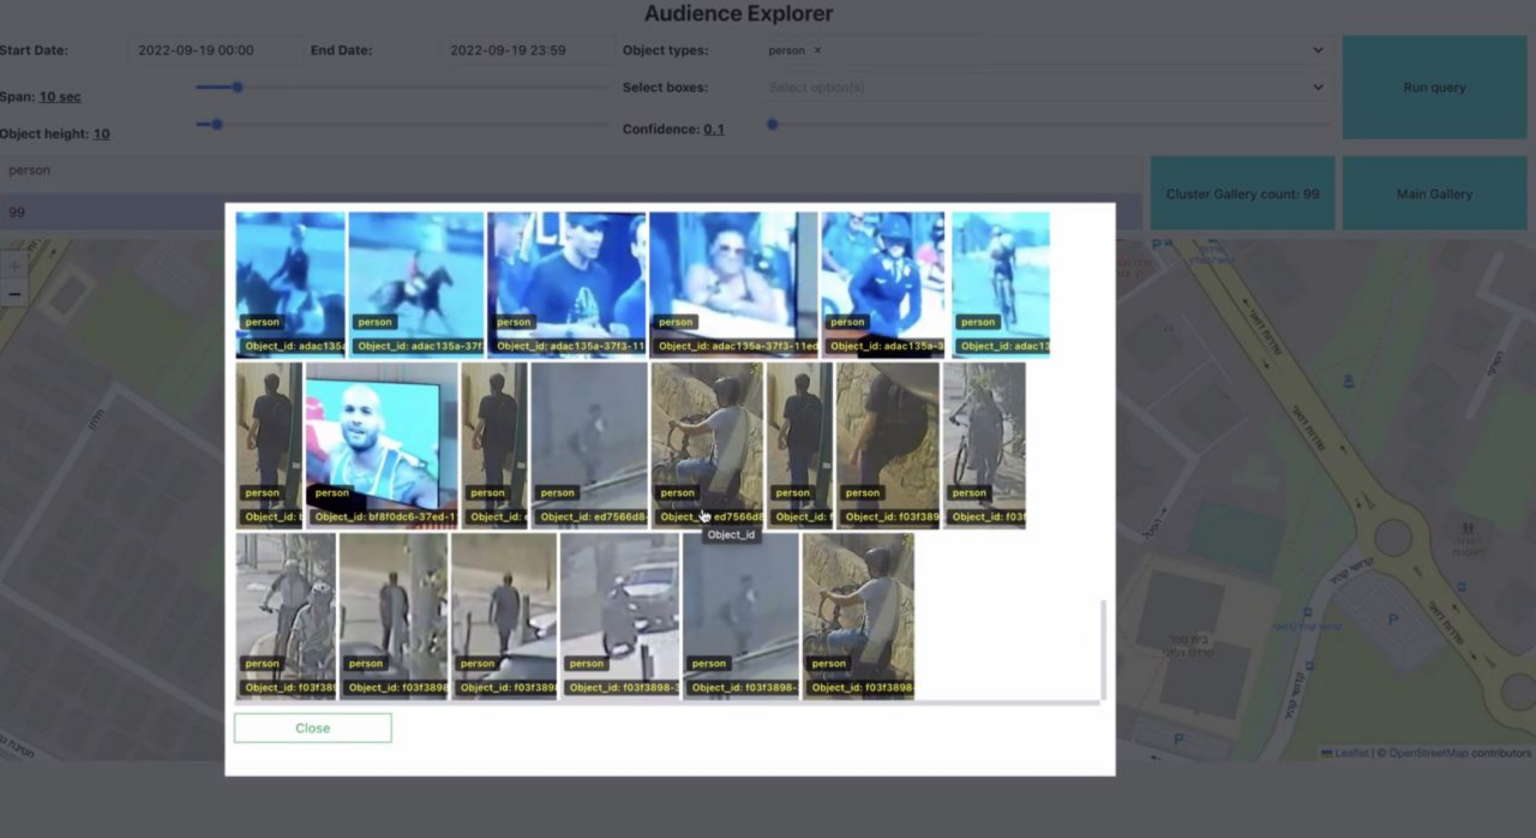 Audience Explorer
Start Date: 2022-09-19 00:00 End Date: 2022-09-19 23:59 Object types: person ×
Select boxes: Select option(s)
Run query
Span: 10 sec
Object height: 10 Confidence: 0.1
person
Cluster Gallery count: 99 Main Gallery
99
person person person person person person
Object_id: adac135a Object_id: adac135a-37f Object_id: adac135a-37f3-11 Object_id: adac135a-37f3-11ed Object_id: adac135a-3 Object_id: adac13
person person person person person person person person
Object_id: Object_id: bf8f0dc6-37ed-1 Object_id: Object_id: ed7566d8 ed7566d8 Object_id: Object_id: f03f389 Object_id: f03f
Object_id
person person person person person person
Object_id: f03f38 Object_id: f03f3898 Object_id: f03f389 Object_id: f03f3898-3 Object_id: f03f3898- Object_id: f03f3898-
Close
P
בית ספר
P
P
Leaflet | © OpenStreetMap contributors